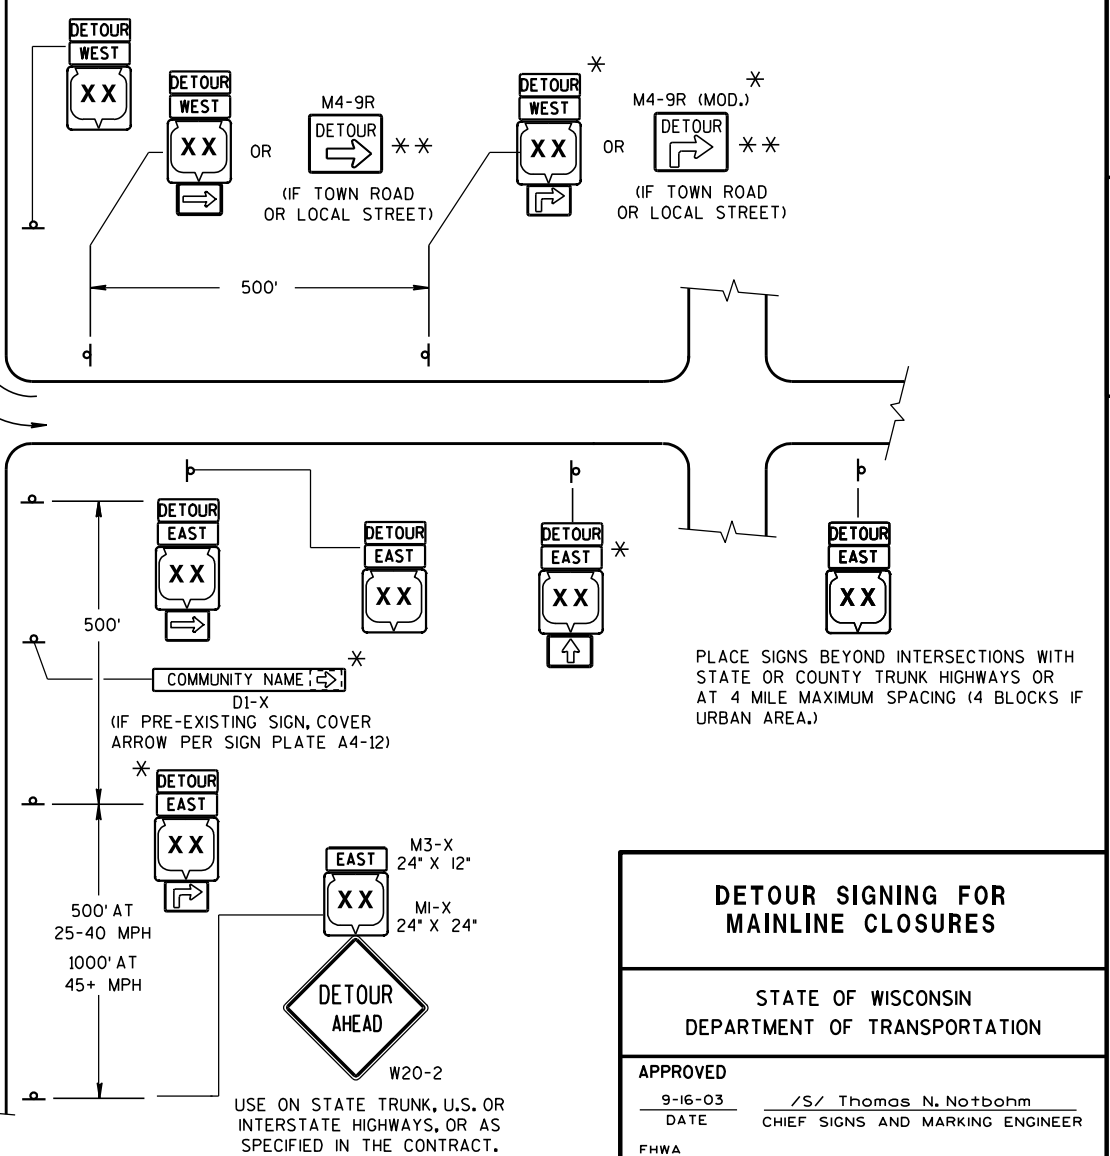 DETOUR
WEST
XX
DETOUR
WEST
XX
OR
M4-9R
DETOUR
**
(IF TOWN ROAD
OR LOCAL STREET)
DETOUR
*
WEST
XX
OR
M4-9R (MOD.)
*
DETOUR
**
(IF TOWN ROAD
OR LOCAL STREET)
500'
DETOUR
EAST
XX
DETOUR
EAST
XX
DETOUR
EAST
*
XX
DETOUR
EAST
XX
500'
COMMUNITY NAME
*
D1-X
(IF PRE-EXISTING SIGN, COVER
ARROW PER SIGN PLATE A4-12)
PLACE SIGNS BEYOND INTERSECTIONS WITH
STATE OR COUNTY TRUNK HIGHWAYS OR
AT 4 MILE MAXIMUM SPACING (4 BLOCKS IF
URBAN AREA.)
*
DETOUR
EAST
XX
500' AT
25-40 MPH
1000' AT
45+ MPH
EAST
XX
M3-X
24" X 12"
M1-X
24" X 24"
DETOUR
AHEAD
W20-2
USE ON STATE TRUNK, U.S. OR
INTERSTATE HIGHWAYS, OR AS
SPECIFIED IN THE CONTRACT.
DETOUR SIGNING FOR
MAINLINE CLOSURES
STATE OF WISCONSIN
DEPARTMENT OF TRANSPORTATION
APPROVED
9-16-03 /S/ Thomas N. Notbohm
DATE CHIEF SIGNS AND MARKING ENGINEER
FHWA